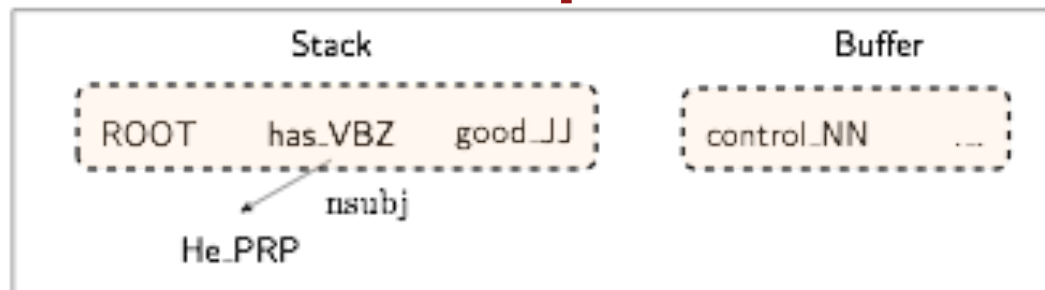 Stack Buffer
ROOT has_VBZ good_JJ control_NN ...
nsubj
He_PRP